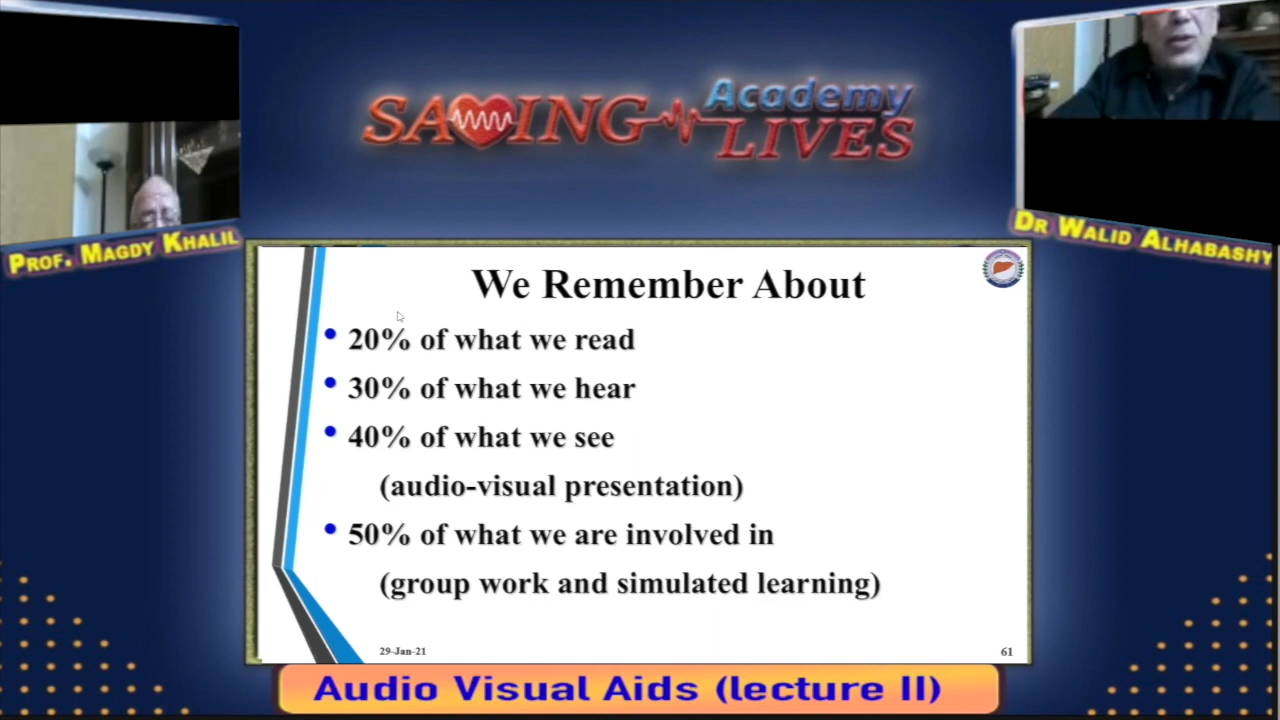 SAVING Academy
LIVES
PROF. MAGDY KHALIL
DR WALID ALHABASHY
We Remember About
• 20% of what we read
• 30% of what we hear
• 40% of what we see
(audio-visual presentation)
• 50% of what we are involved in
(group work and simulated learning)
29-Jan-21
61
Audio Visual Aids (lecture II)